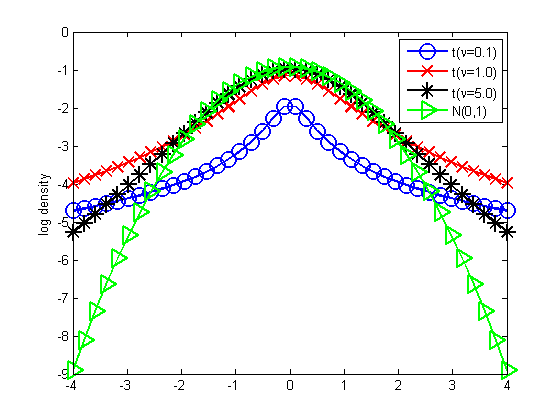 0
-1
-2
-3
-4
-5
-6
-7
-8
-9
log density
-4 -3 -2 -1 0 1 2 3 4
t(ν=0.1)
t(ν=1.0)
t(ν=5.0)
N(0,1)